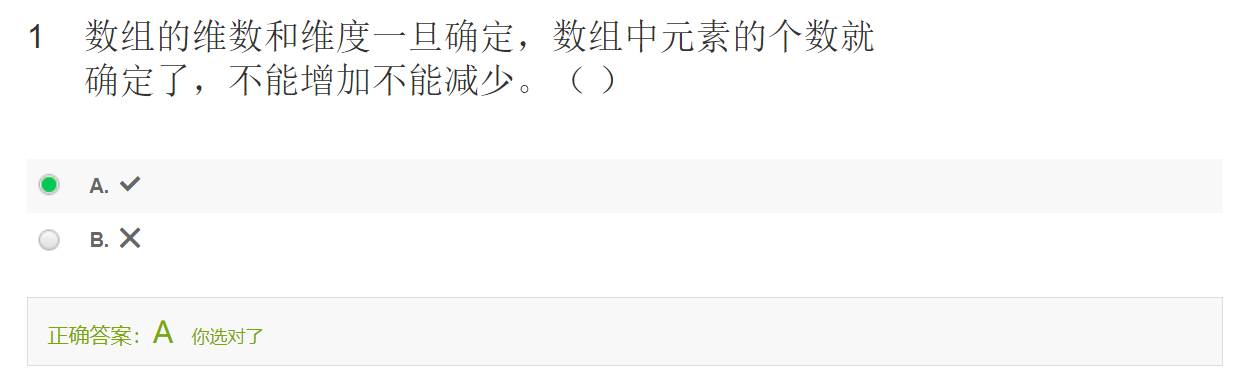 1 数组的维数和维度一旦确定，数组中元素的个数就
确定了，不能增加不能减少。（ ）
A. ✓
B. ✕
正确答案：A 你选对了